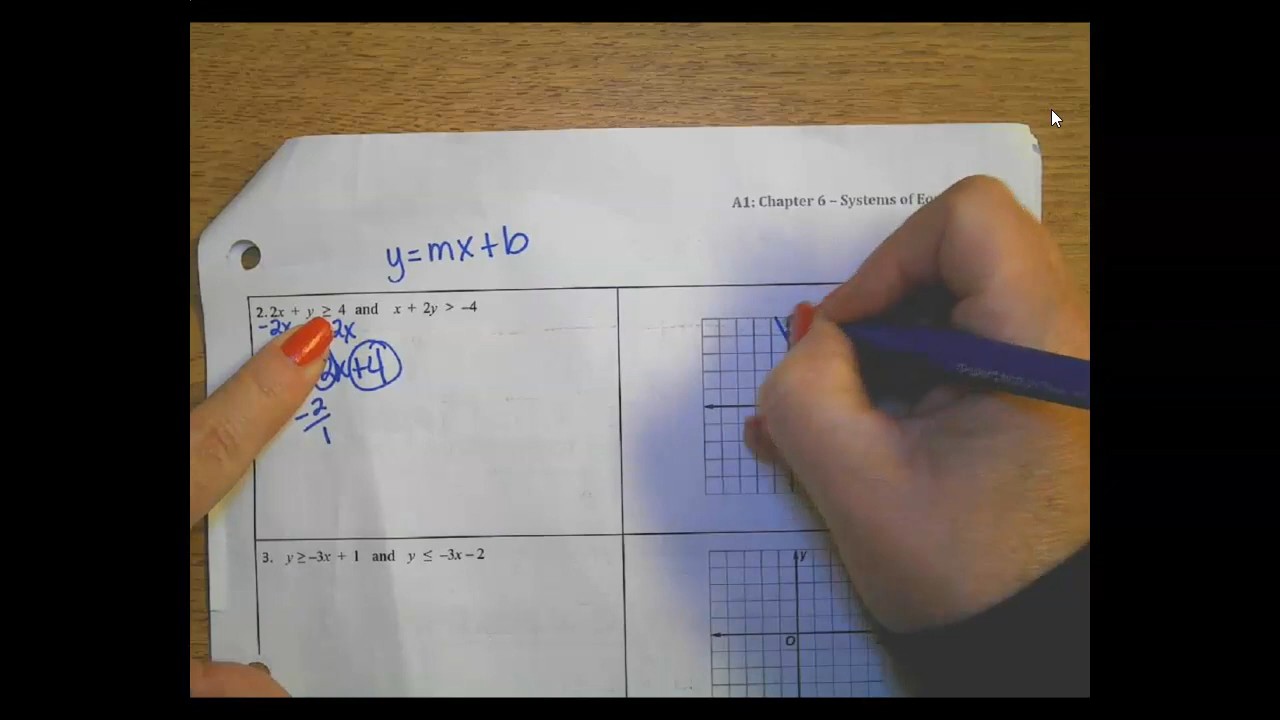 A1: Chapter 6 – Systems of
y=mx+b
2. 2x + y ≥ 4 and x + 2y > –4
-2x 2x
x+4
-2
1
3. y ≥ –3x + 1 and y ≤ –3x – 2
y
O